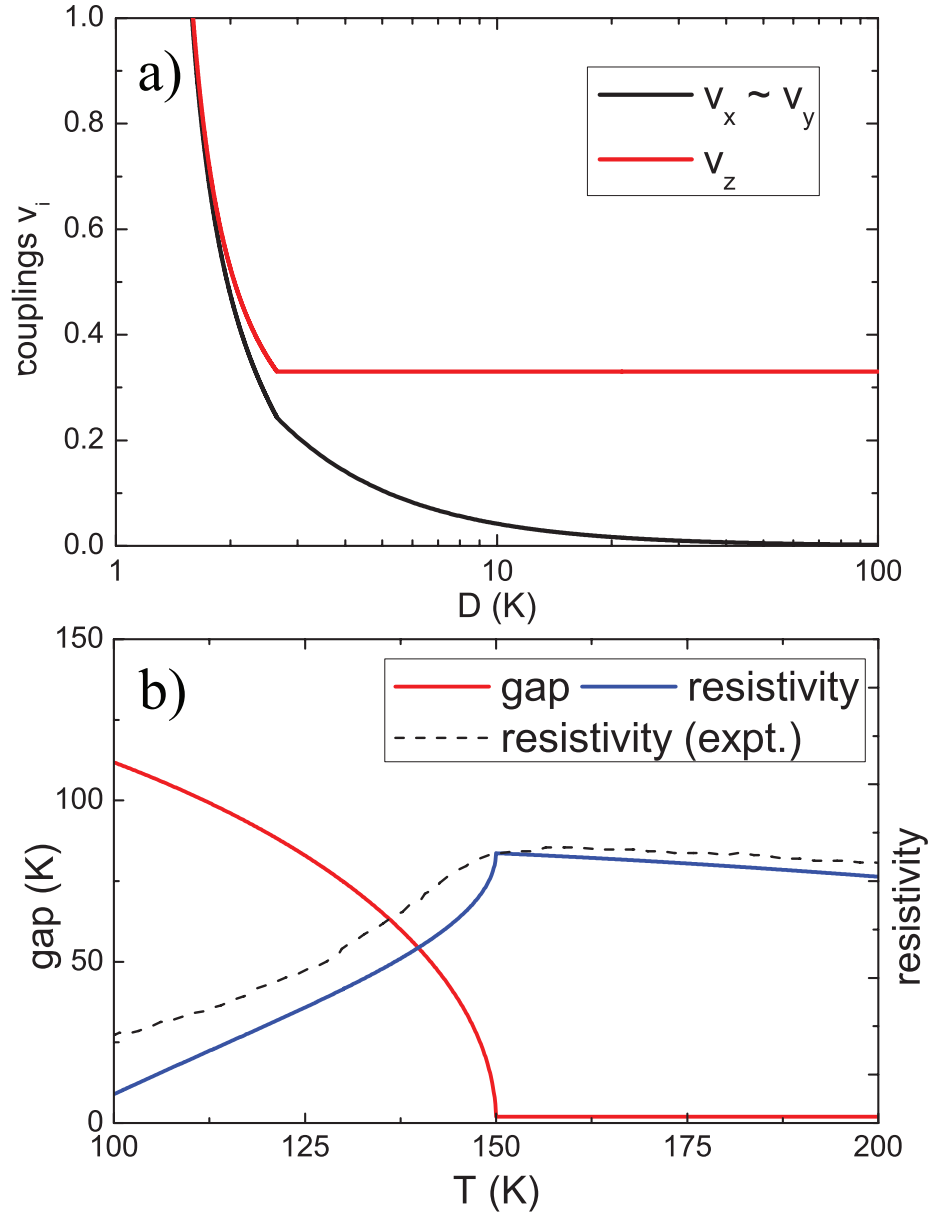 1.0
a)
v_x ~ v_y
v_z
0.8
0.6
0.4
0.2
0.0
couplings v_i
1 10 100
D (K)
150
b)
gap resistivity
resistivity (expt.)
100
50
0
gap (K)
resistivity
100 125 150 175 200
T (K)